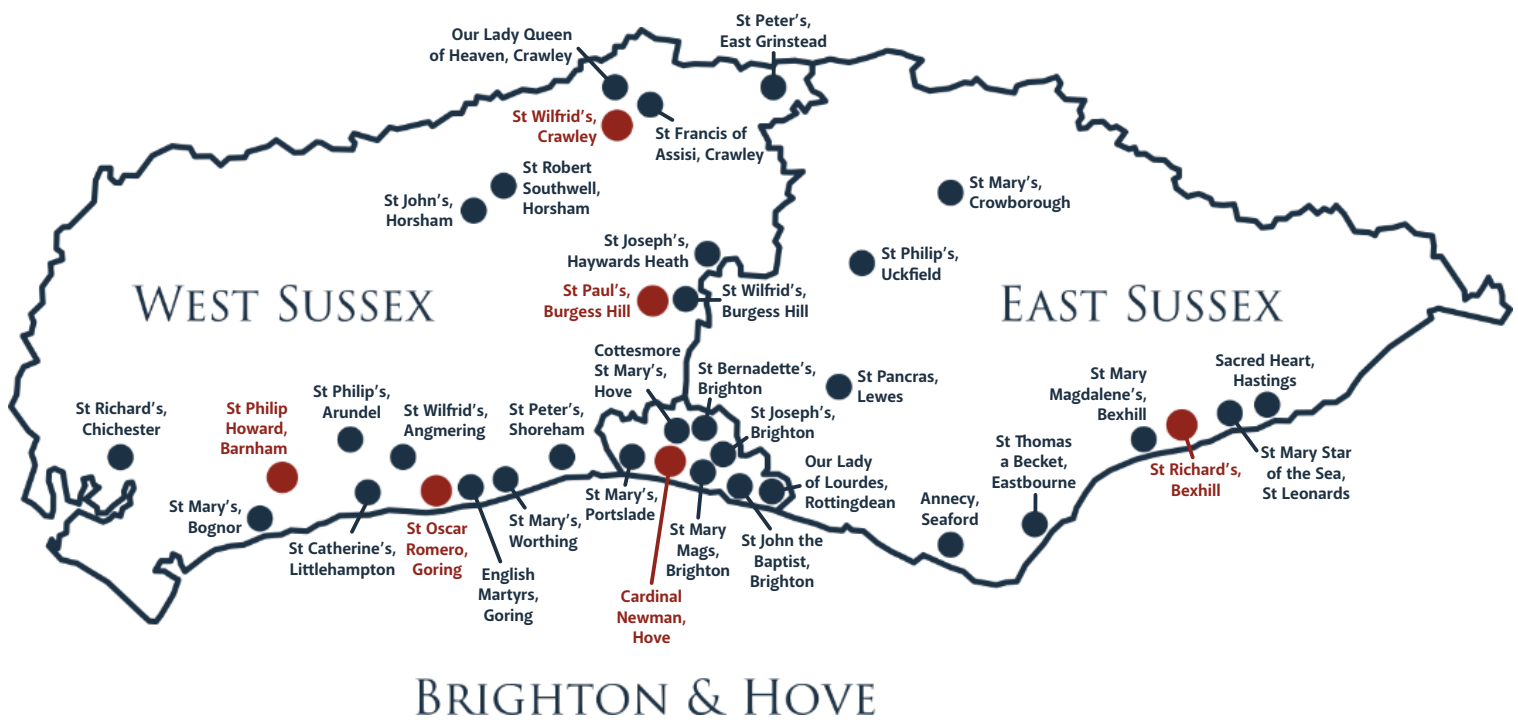 Our Lady Queen
of Heaven, Crawley
St Peter's,
East Grinstead
St Wilfrid's,
Crawley
St Francis of
Assisi, Crawley
St Robert
Southwell,
Horsham
St John's,
Horsham
St Mary's,
Crowborough
St Joseph's,
Haywards Heath
St Philip's,
Uckfield
St Paul's,
Burgess Hill
St Wilfrid's,
Burgess Hill
West Sussex
East Sussex
Cottesmore
St Mary's,
Hove
St Bernadette's,
Brighton
St Pancras,
Lewes
St Mary
Magdalene's,
Bexhill
Sacred Heart,
Hastings
St Richard's,
Chichester
St Philip
Howard,
Barnham
St Philip's,
Arundel
St Wilfrid's,
Angmering
St Peter's,
Shoreham
St Joseph's,
Brighton
Our Lady
of Lourdes,
Rottingdean
St Thomas
a Becket,
Eastbourne
St Richard's,
Bexhill
St Mary Star
of the Sea,
St Leonards
St Mary's,
Bognor
St Catherine's,
Littlehampton
St Oscar
Romero,
Goring
English
Martyrs,
Goring
St Mary's,
Worthing
St Mary's,
Portslade
Cardinal
Newman,
Hove
St Mary
Mags,
Brighton
St John the
Baptist,
Brighton
Annecy,
Seaford
Brighton & Hove